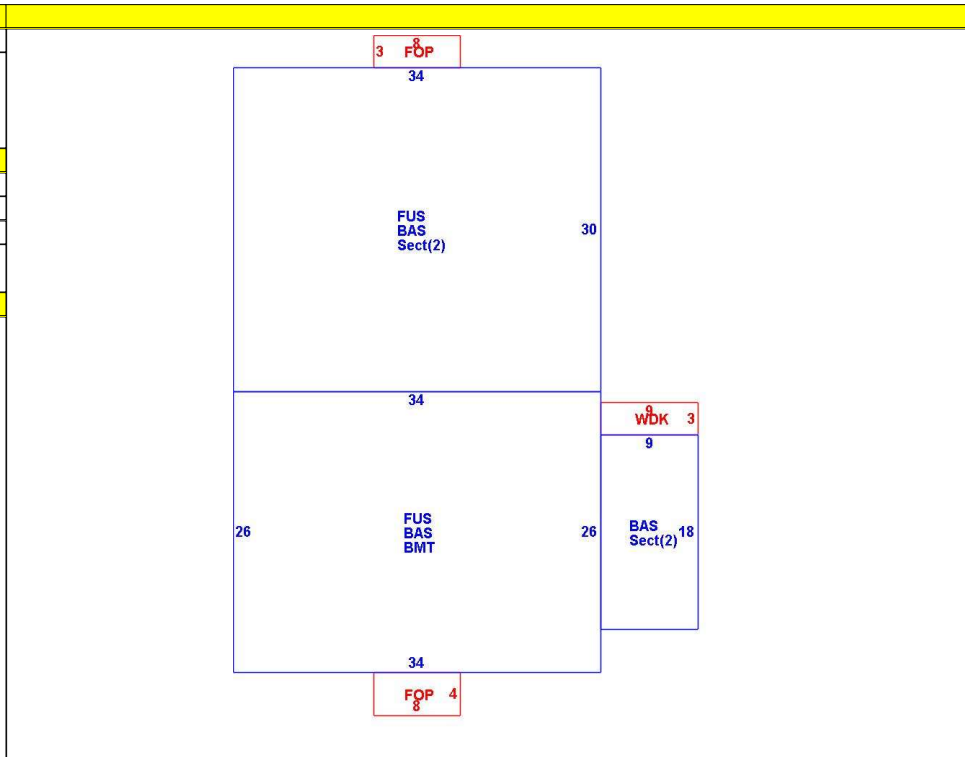 8
3 FOP
34
FUS
BAS
Sect(2)
30
34
9
WDK 3
9
26
FUS
BAS
BMT
26
BAS
Sect(2)
18
34
FOP 4
8